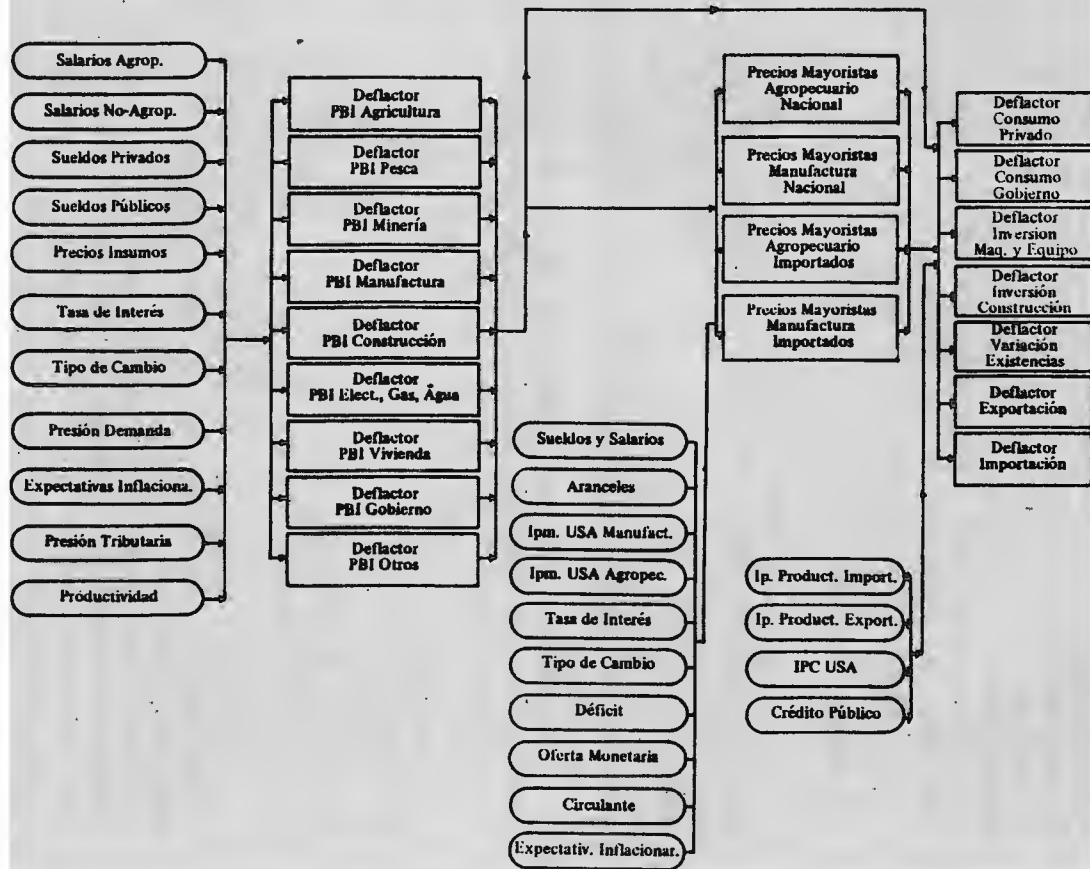 Salarios Agrop.
Salarios No-Agrop.
Sueldos Privados
Sueldos Públicos
Precios Insumos
Tasa de Interés
Tipo de Cambio
Presión Demanda
Expectativas Inflaciona.
Presión Tributaria
Productividad
Deflactor
PBI Agricultura
Deflactor
PBI Pesca
Deflactor
PBI Minería
Deflactor
PBI Manufactura
Deflactor
PBI Construcción
Deflactor
PBI Elect., Gas, Água
Deflactor
PBI Vivienda
Deflactor
PBI Gobierno
Deflactor
PBI Otros
Sueldos y Salarios
Aranceles
Ipm. USA Manufact.
Ipm. USA Agropec.
Tasa de Interés
Tipo de Cambio
Déficit
Oferta Monetaria
Circulante
Expectativ. Inflacionar.
Precios Mayoristas
Agropecuario
Nacional
Precios Mayoristas
Manufactura
Nacional
Precios Mayoristas
Agropecuario
Importados
Precios Mayoristas
Manufactura
Importados
Ip. Product. Import.
Ip. Product. Export.
IPC USA
Crédito Público
Deflactor
Consumo
Privado
Deflactor
Consumo
Gobierno
Deflactor
Inversion
Maq. y Equipo
Deflactor
Inversión
Construcción
Deflactor
Variación
Existencias
Deflactor
Exportación
Deflactor
Importación